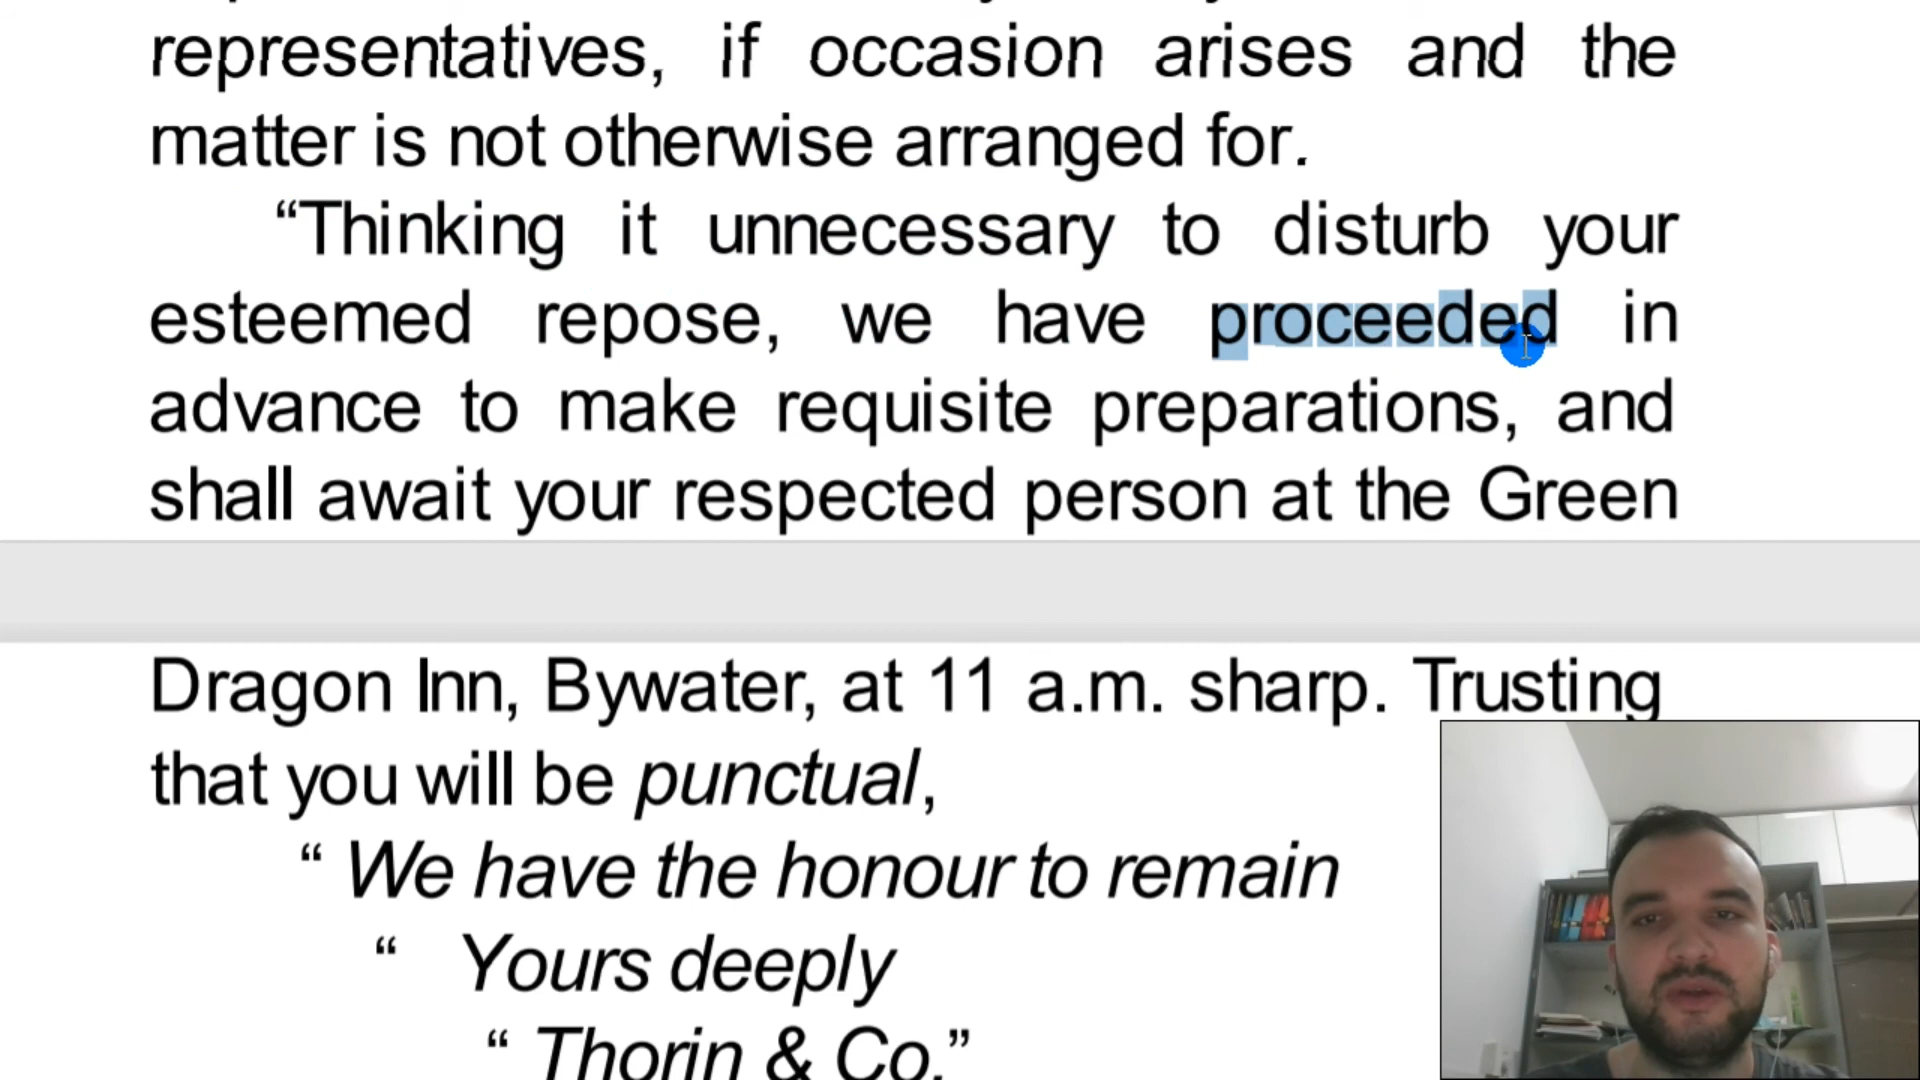 representatives, if occasion arises and the
matter is not otherwise arranged for.
“Thinking it unnecessary to disturb your
esteemed repose, we have proceeded in
advance to make requisite preparations, and
shall await your respected person at the Green
Dragon Inn, Bywater, at 11 a.m. sharp. Trusting
that you will be punctual,
“ We have the honour to remain
“ Yours deeply
“ Thorin & Co.”